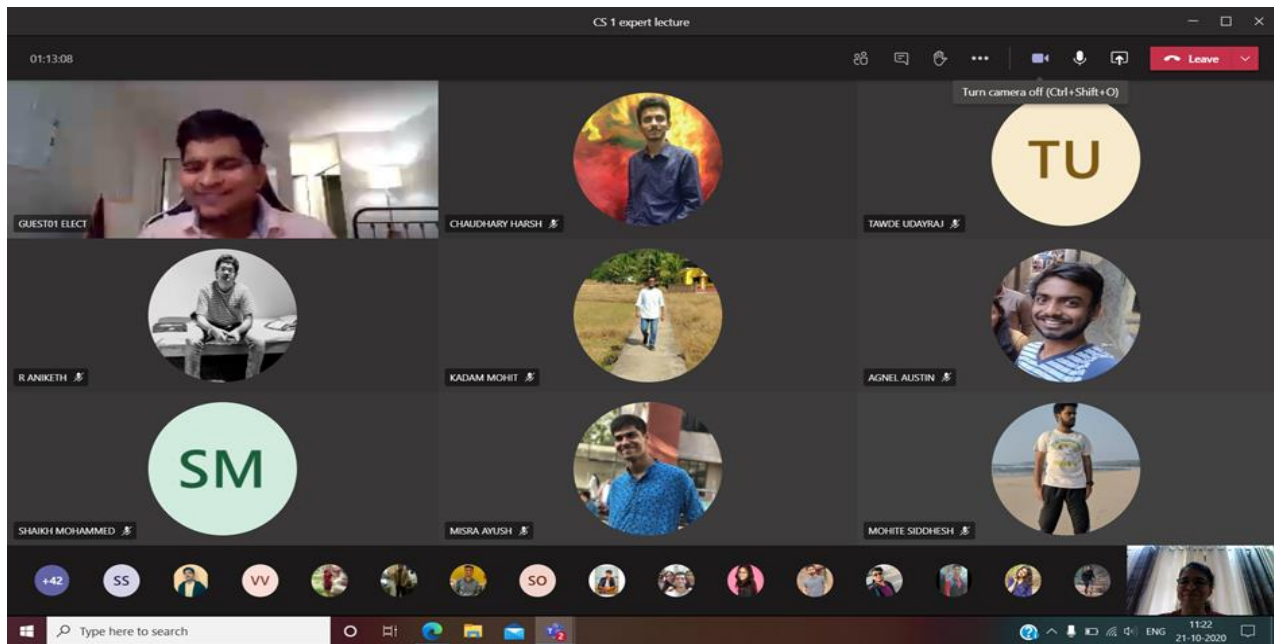 CS 1 expert lecture
01:13:08
Leave
Turn camera off (Ctrl+Shift+O)
TU
GUEST01 ELECT
CHAUDHARY HARSH
TAWDE UDAYRAJ
R ANIKETH
KADAM MOHIT
AGNEL AUSTIN
SM
SHAIKH MOHAMMED
MISRA AYUSH
MOHITE SIDDHESH
+42
SS
VV
SO
Type here to search
2
ENG
11:22
21-10-2020